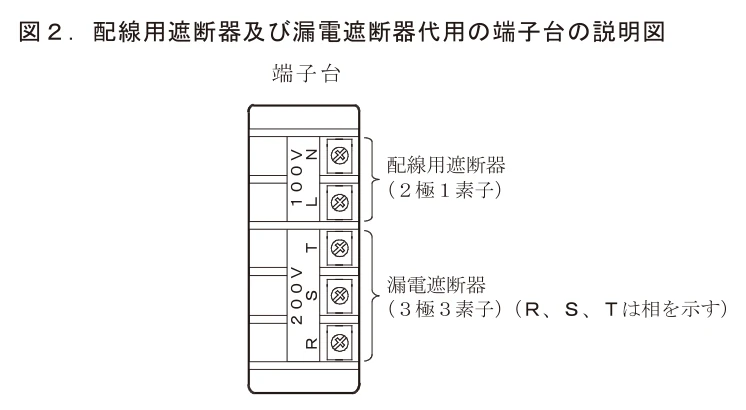 図２．配線用遮断器及び漏電遮断器代用の端子台の説明図
端子台
100V
N
L
配線用遮断器
（２極１素子）
200V
T
S
R
漏電遮断器
（３極３素子）（Ｒ、Ｓ、Ｔは相を示す）